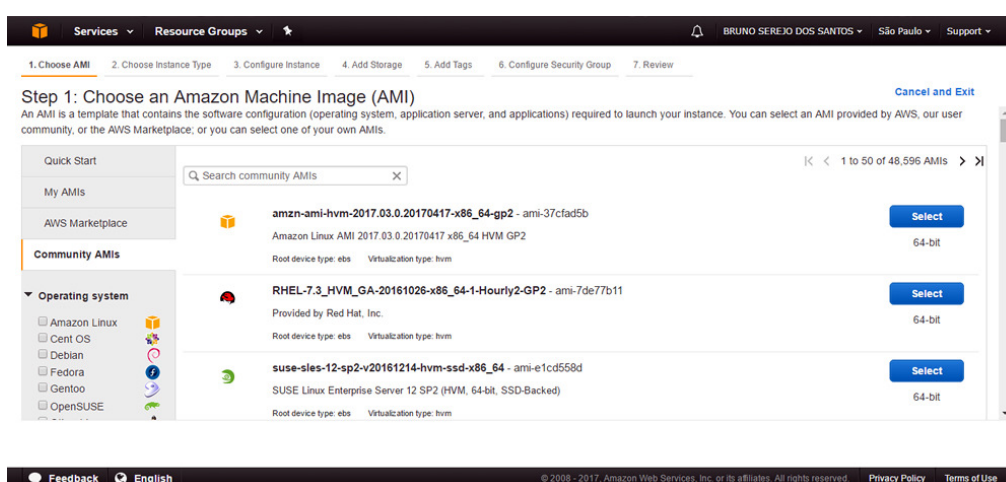 Services Resource Groups BRUNO SEREJO DOS SANTOS São Paulo Support
1. Choose AMI 2. Choose Instance Type 3. Configure Instance 4. Add Storage 5. Add Tags 6. Configure Security Group 7. Review
Step 1: Choose an Amazon Machine Image (AMI) Cancel and Exit
An AMI is a template that contains the software configuration (operating system, application server, and applications) required to launch your instance. You can select an AMI provided by AWS, our user
community, or the AWS Marketplace; or you can select one of your own AMIs.
Quick Start
My AMIs
AWS Marketplace
Community AMIs
Operating system
Amazon Linux
Cent OS
Debian
Fedora
Gentoo
OpenSUSE
Search community AMIs
1 to 50 of 48,596 AMIs
amzn-ami-hvm-2017.03.0.20170417-x86_64-gp2 - ami-37cfad5b
Amazon Linux AMI 2017.03.0.20170417 x86_64 HVM GP2
Root device type: ebs Virtualization type: hvm
Select
64-bit
RHEL-7.3_HVM_GA-20161026-x86_64-1-Hourly2-GP2 - ami-7de77b11
Provided by Red Hat, Inc.
Root device type: ebs Virtualization type: hvm
Select
64-bit
suse-sles-12-sp2-v20161214-hvm-ssd-x86_64 - ami-e1cd558d
SUSE Linux Enterprise Server 12 SP2 (HVM, 64-bit, SSD-Backed)
Root device type: ebs Virtualization type: hvm
Select
64-bit
Feedback English © 2008 - 2017, Amazon Web Services, Inc. or its affiliates. All rights reserved. Privacy Policy Terms of Use